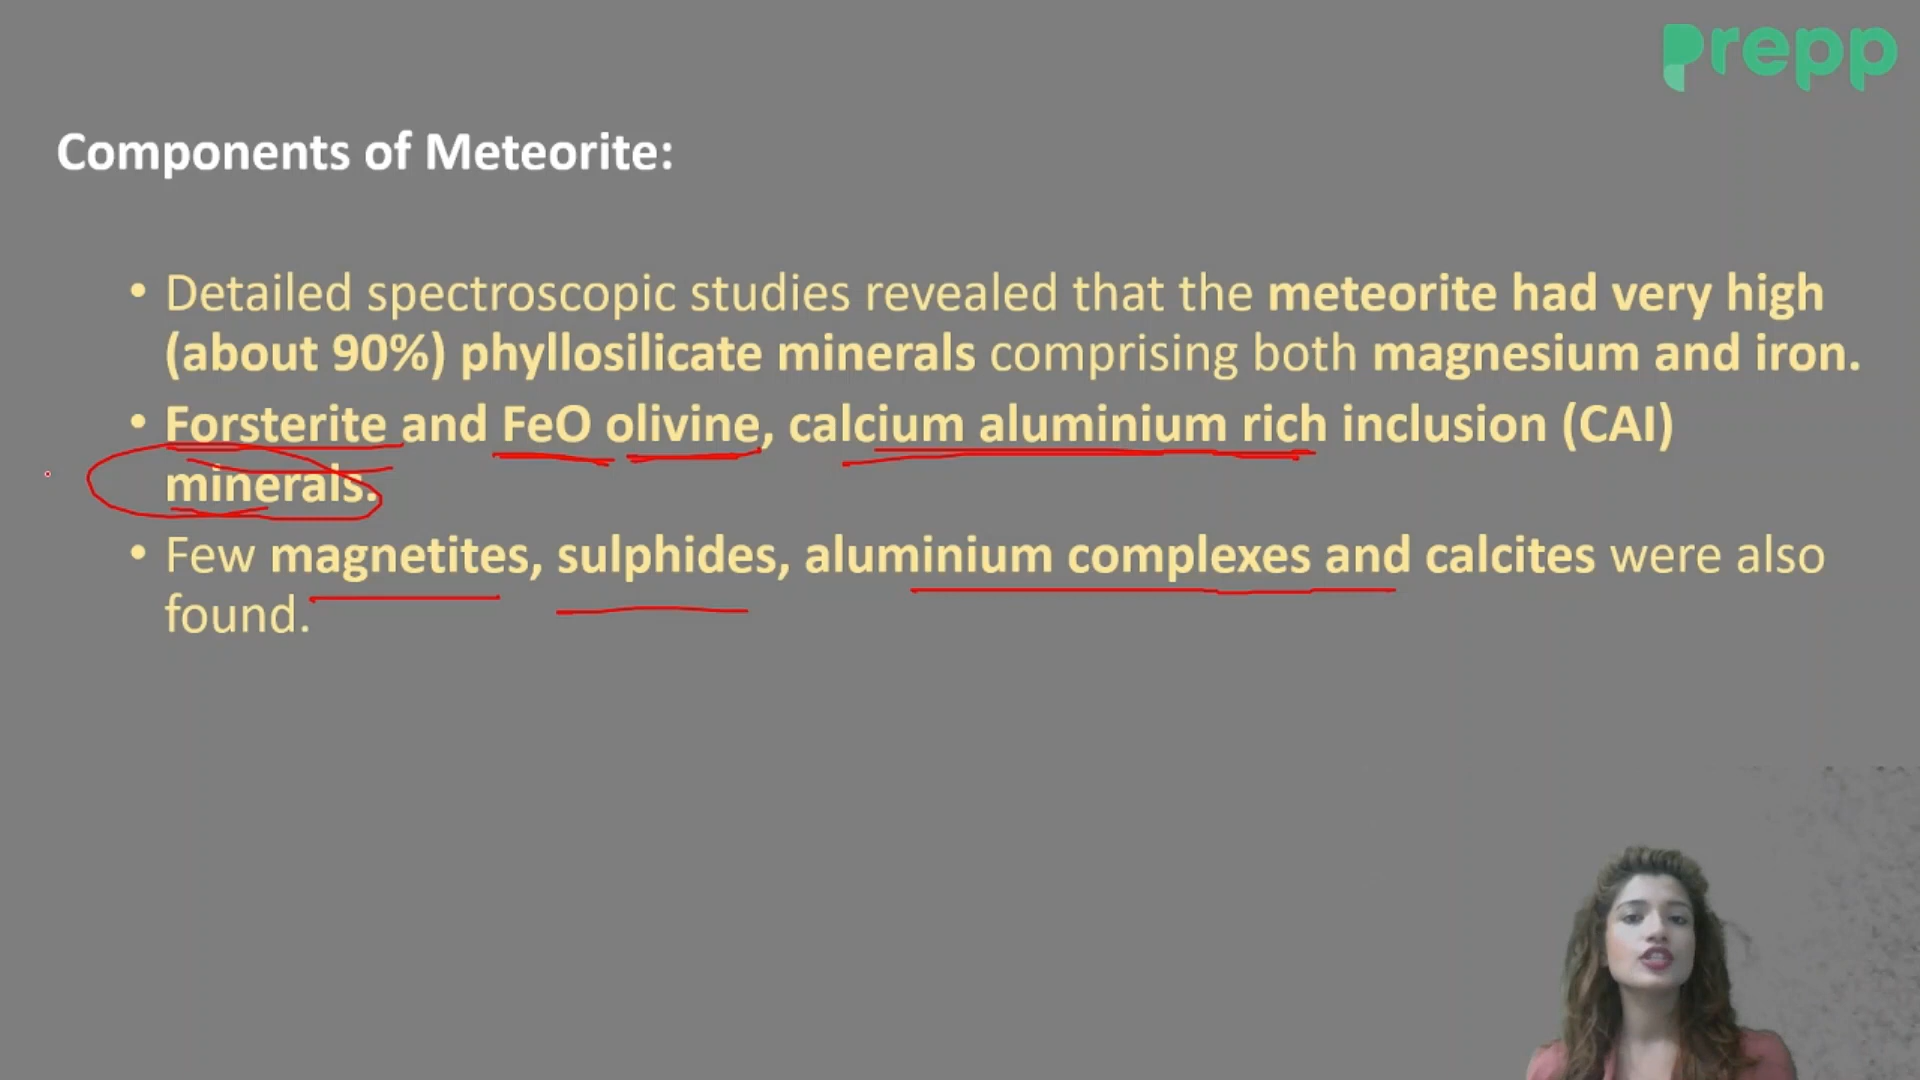 prepp
Components of Meteorite:
• Detailed spectroscopic studies revealed that the meteorite had very high
(about 90%) phyllosilicate minerals comprising both magnesium and iron.
• Forsterite and FeO olivine, calcium aluminium rich inclusion (CAI)
minerals.
• Few magnetites, sulphides, aluminium complexes and calcites were also
found.